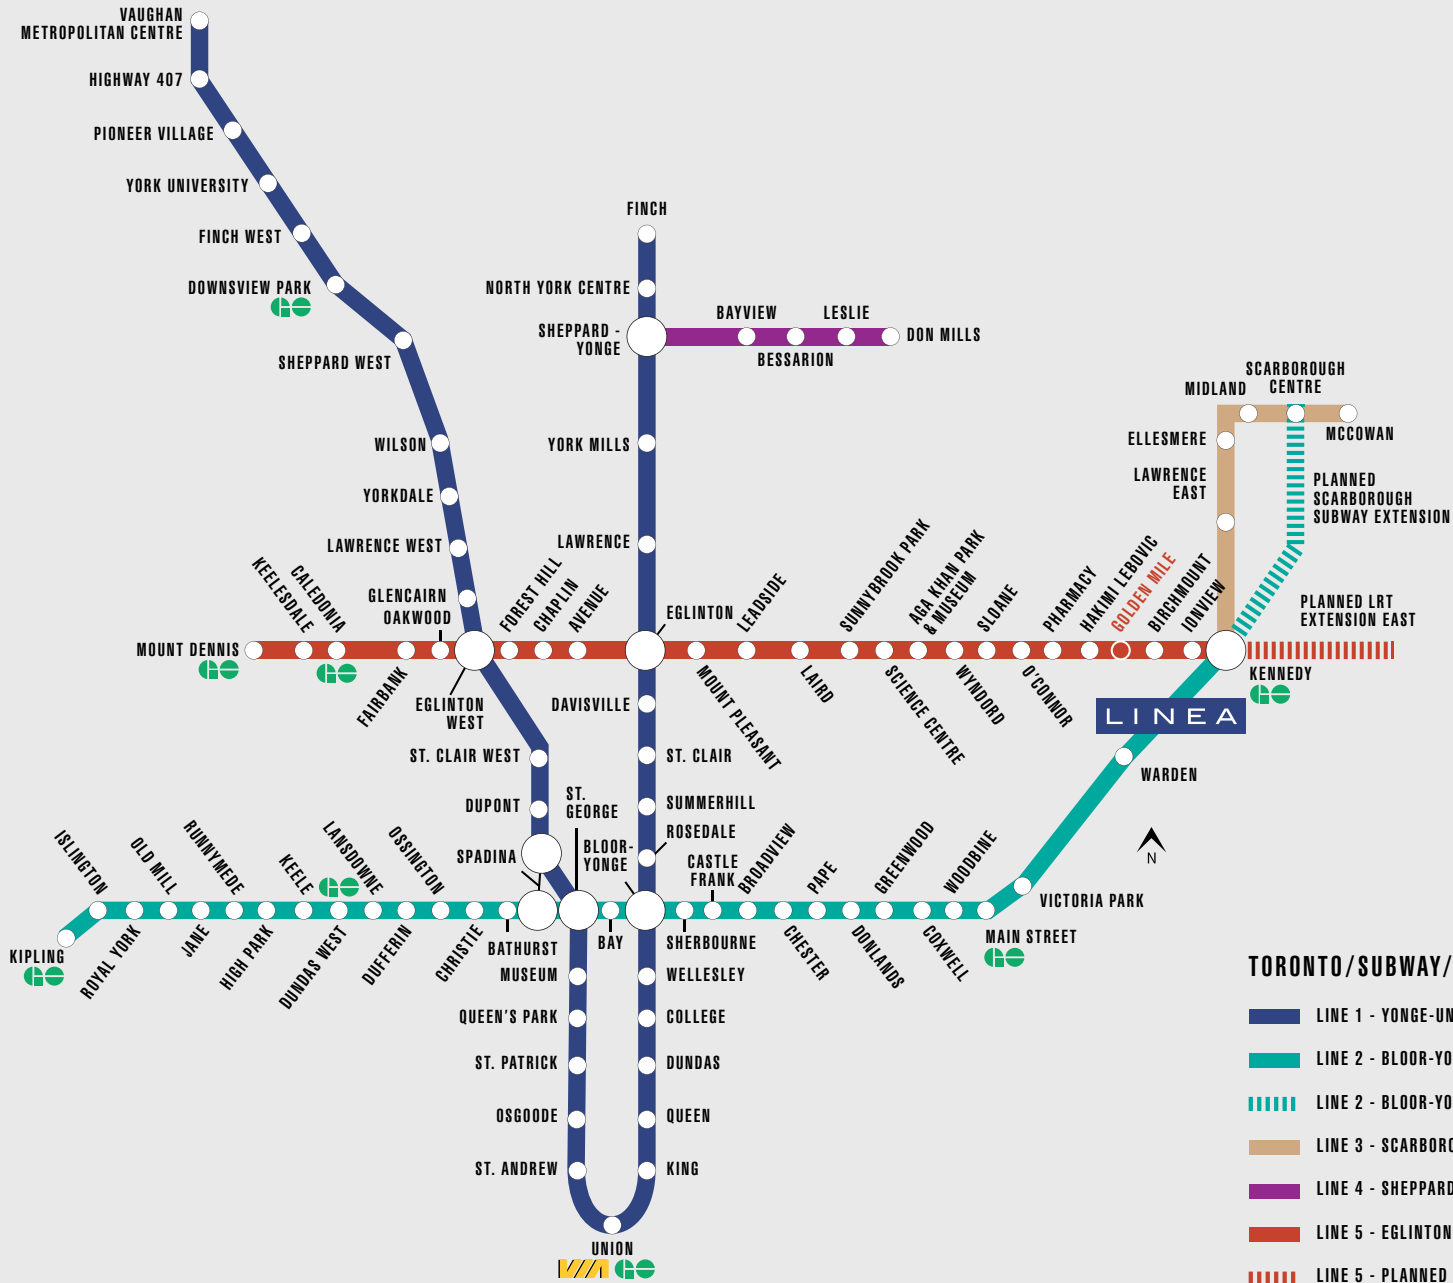 VAUGHAN
METROPOLITAN CENTRE
HIGHWAY 407
PIONEER VILLAGE
YORK UNIVERSITY
FINCH WEST
DOWNSVIEW PARK
SHEPPARD WEST
WILSON
YORKDALE
LAWRENCE WEST
GLENCAIRN
OAKWOOD
FINCH
NORTH YORK CENTRE
SHEPPARD -
YONGE
BAYVIEW
LESLIE
DON MILLS
BESSARION
YORK MILLS
LAWRENCE
SCARBOROUGH
CENTRE
MIDLAND
MCCOWAN
ELLESMERE
LAWRENCE
EAST
PLANNED
SCARBOROUGH
SUBWAY EXTENSION
PLANNED LRT
EXTENSION EAST
MOUNT DENNIS
KEELESDALE
CALEDONIA
FAIRBANK
EGLINTON
WEST
FOREST HILL
CHAPLIN
AVENUE
EGLINTON
MOUNT PLEASANT
LEADSIDE
LAIRD
SUNNYBROOK PARK
SCIENCE CENTRE
AGA KHAN PARK
& MUSEUM
WYNDORD
SLOANE
O'CONNOR
PHARMACY
HAKIMI LEBOVIC
GOLDEN MILE
BIRCHMOUNT
IONVIEW
KENNEDY
GO
LINEA
WARDEN
N
DAVISVILLE
ST. CLAIR
SUMMERHILL
ROSEDALE
ST. CLAIR WEST
DUPONT
SPADINA
ST.
GEORGE
BLOOR-
YONGE
CASTLE
FRANK
KIPLING
ISLINGTON
ROYAL YORK
OLD MILL
JANE
RUNNYMEDE
HIGH PARK
KEELE
DUNDAS WEST
LANSDOWNE
DUFFERIN
OSSINGTON
CHRISTIE
BATHURST
BAY
SHERBOURNE
BROADVIEW
CHESTER
PAPE
DONLANDS
GREENWOOD
COXWELL
WOODBINE
MAIN STREET
VICTORIA PARK
MUSEUM
QUEEN'S PARK
ST. PATRICK
OSGOODE
ST. ANDREW
WELLESLEY
COLLEGE
DUNDAS
QUEEN
KING
UNION
VIA GO
TORONTO/SUBWAY/
LINE 1 - YONGE-UN
LINE 2 - BLOOR-YO
LINE 2 - BLOOR-YO
LINE 3 - SCARBORO
LINE 4 - SHEPPARD
LINE 5 - EGLINTON
LINE 5 - PLANNED